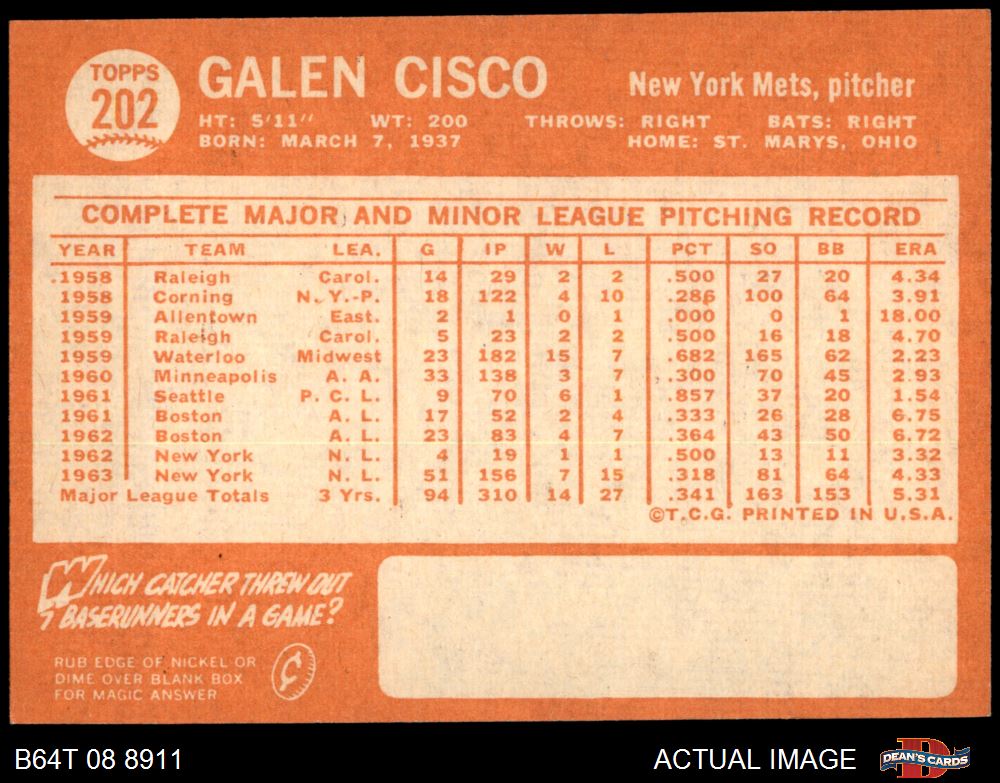 TOPPS
202
GALEN CISCO
New York Mets, pitcher
HT: 5'11" WT: 200 THROWS: RIGHT BATS: RIGHT
BORN: MARCH 7, 1937 HOME: ST. MARYS, OHIO
COMPLETE MAJOR AND MINOR LEAGUE PITCHING RECORD
YEAR TEAM LEA. G IP W L PCT SO BB ERA
1958 Raleigh Carol. 14 29 2 2 .500 27 20 4.34
1958 Corning N. Y.-P. 18 122 4 10 .286 100 64 3.91
1959 Allentown East. 2 1 0 1 .000 0 1 18.00
1959 Raleigh Carol. 5 23 2 2 .500 16 18 4.70
1959 Waterloo Midwest 23 182 15 7 .682 165 62 2.23
1960 Minneapolis A. A. 33 138 3 7 .300 70 45 2.93
1961 Seattle P. C. L. 9 70 6 1 .857 37 20 1.54
1961 Boston A. L. 17 52 2 4 .333 26 28 6.75
1962 Boston A. L. 23 83 4 7 .364 43 50 6.72
1962 New York N. L. 4 19 1 1 .500 13 11 3.32
1963 New York N. L. 51 156 7 15 .318 81 64 4.33
Major League Totals 3 Yrs. 94 310 14 27 .341 163 153 5.31
©T.C.G. PRINTED IN U.S.A.
WHICH CATCHER THREW OUT
7 BASERUNNERS IN A GAME?
RUB EDGE OF NICKEL OR
DIME OVER BLANK BOX
FOR MAGIC ANSWER
¢
B64T 08 8911
ACTUAL IMAGE
D
DEAN'S CARDS